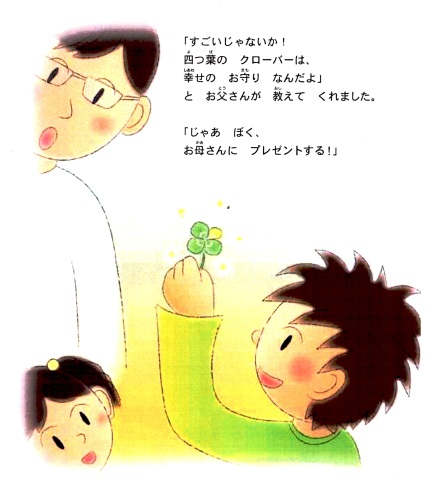 「すごいじゃないか！
四つ葉の　クローバーは、
幸せの　お守り　なんだよ」
と　お父さんが　教えて　くれました。
「じゃあ　ぼく、
お母さんに　プレゼントする！」